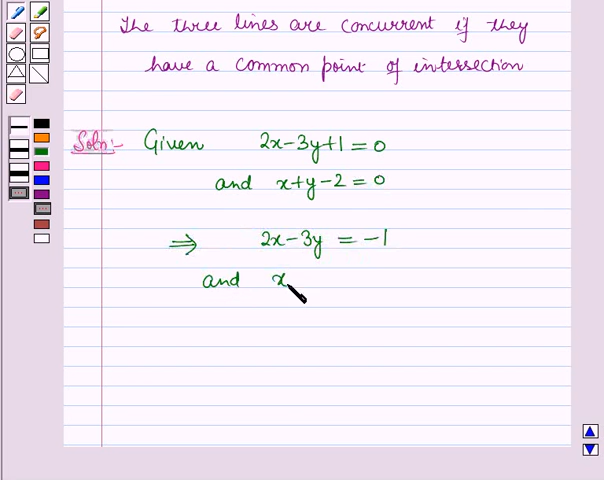 The three lines are concurrent if they
have a common point of intersection
Soln:- Given 2x-3y+1=0
and x+y-2=0
⇒ 2x-3y = -1
and x